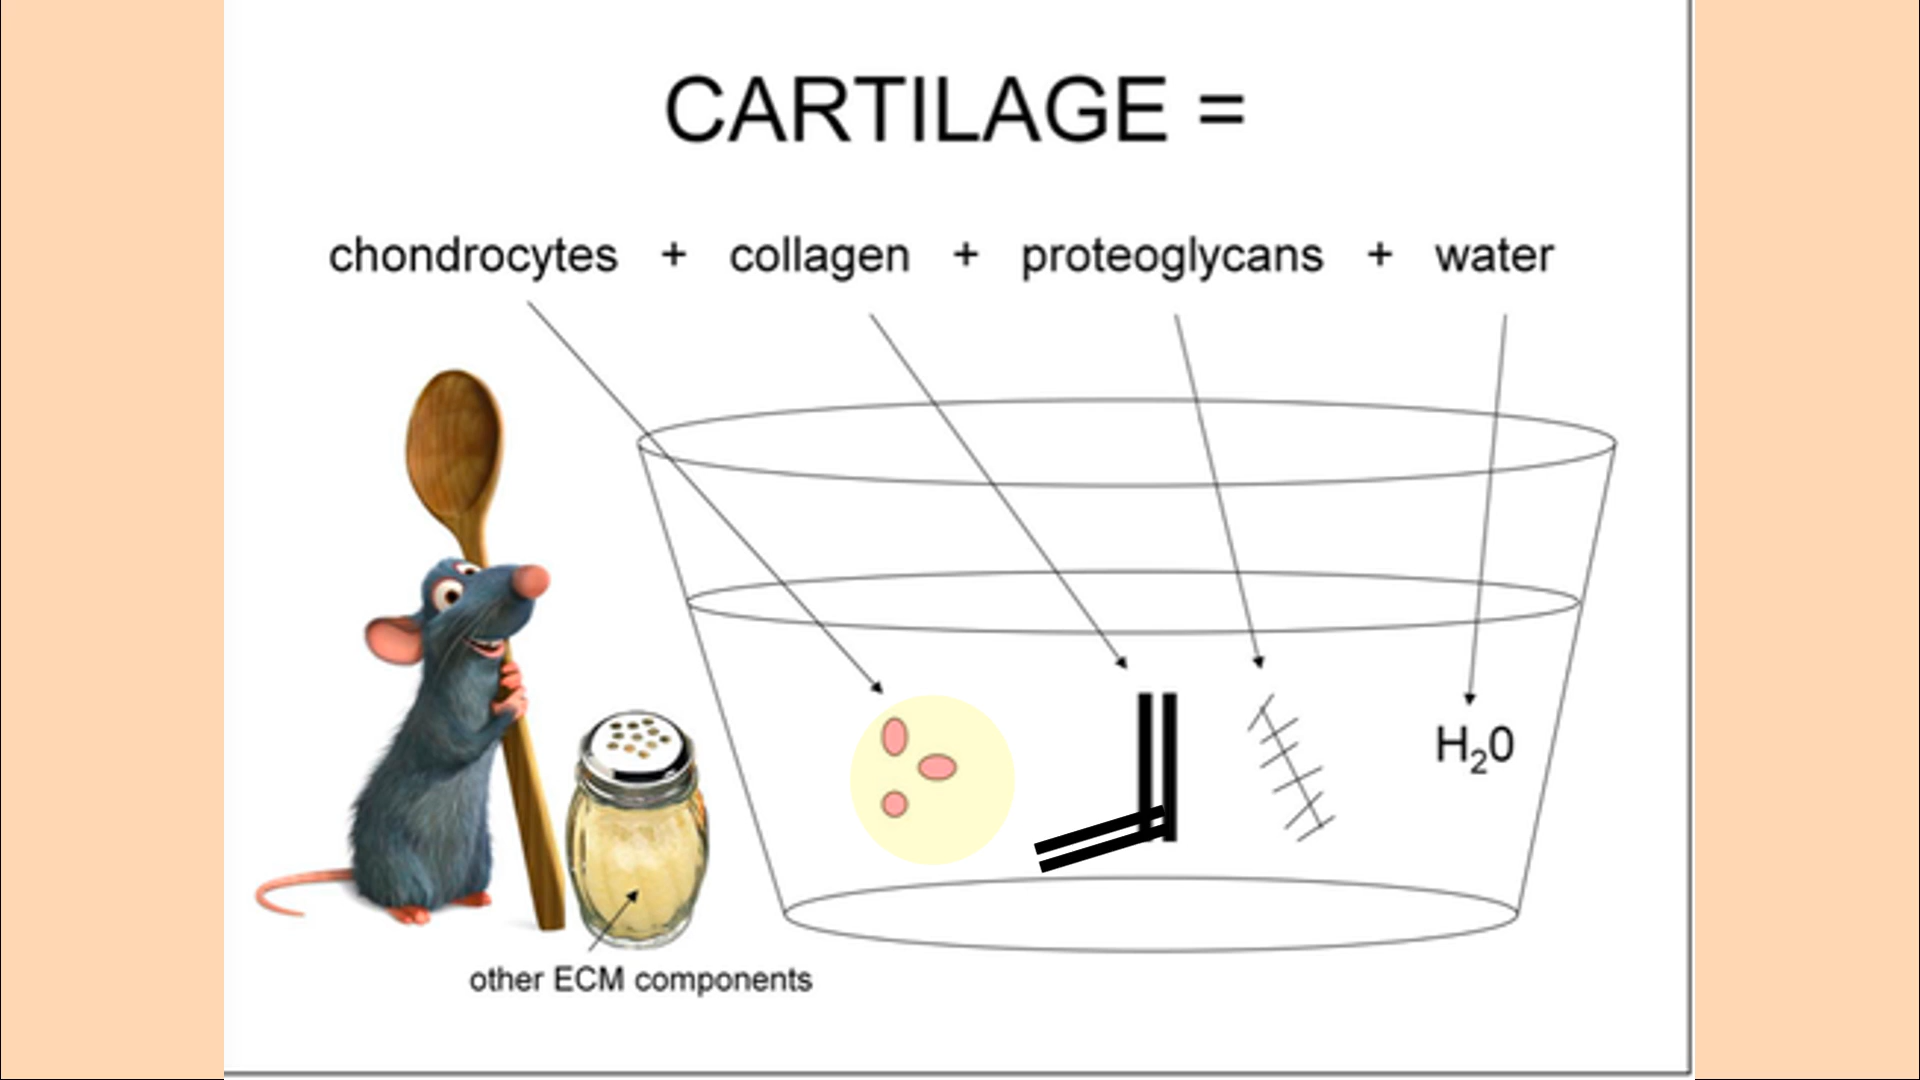 CARTILAGE =
chondrocytes + collagen + proteoglycans + water
H₂0
other ECM components